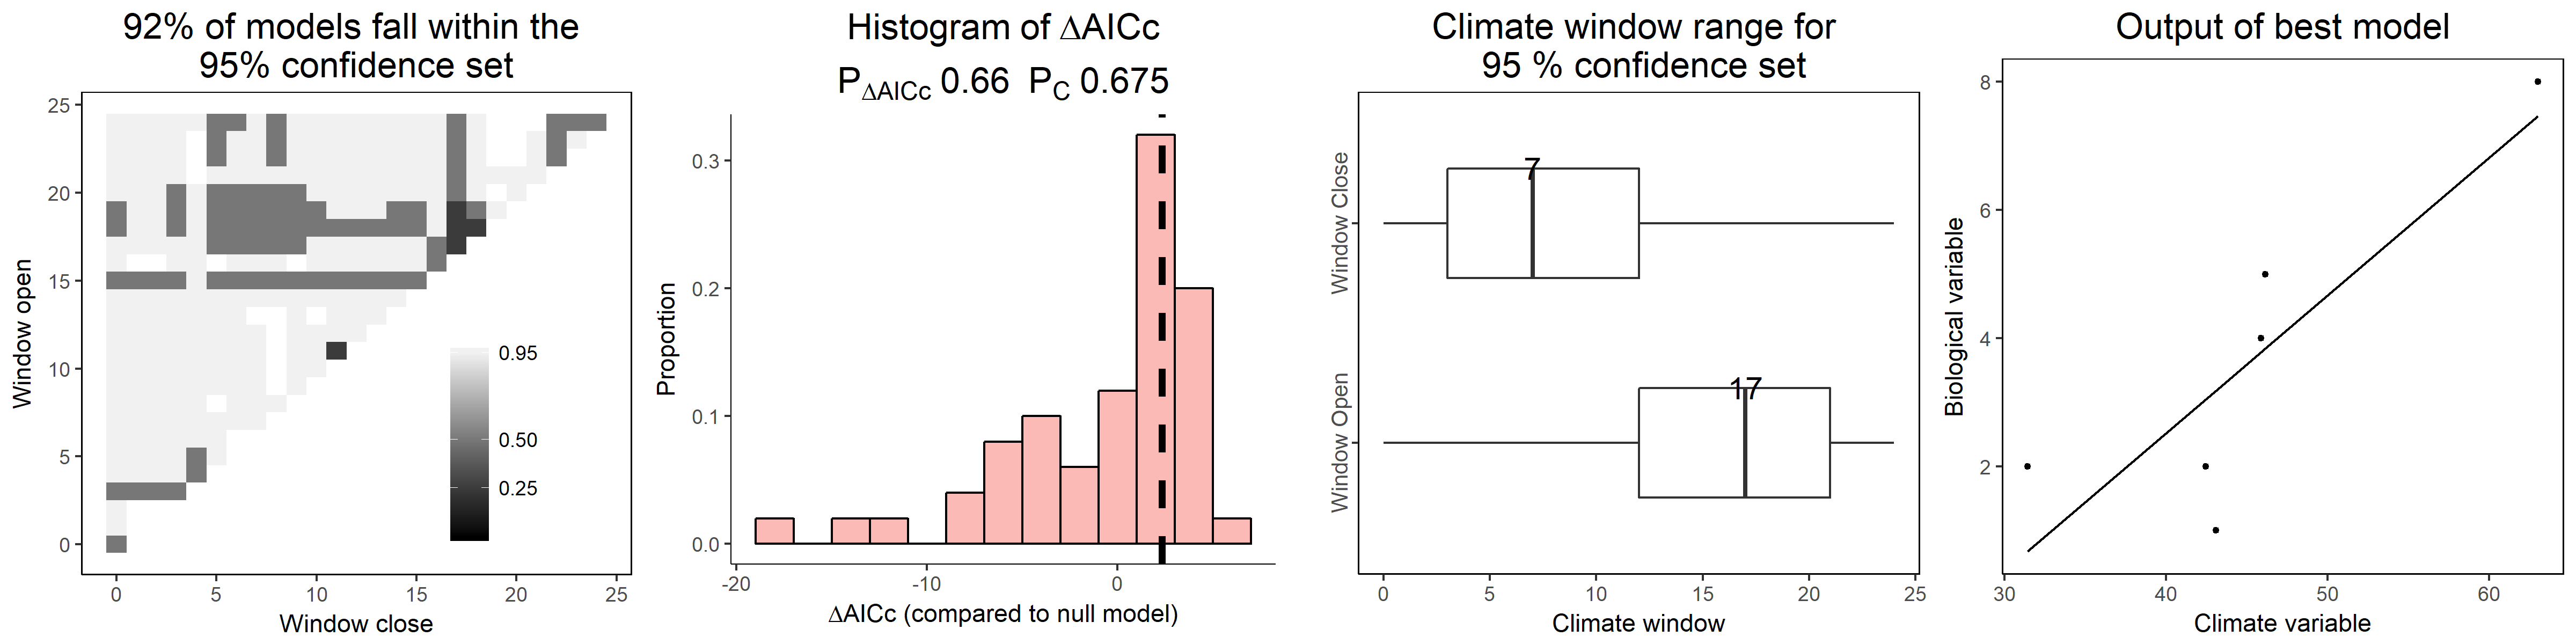 92% of models fall within the
95% confidence set
25
20
15
10
5
0
Window open
0 5 10 15 20 25
Window close
0.95
0.50
0.25
Histogram of ΔAICc
PΔAICc 0.66 PC 0.675
0.3
0.2
0.1
0.0
Proportion
-20 -10 0
ΔAICc (compared to null model)
Climate window range for
95 % confidence set
Window Close
7
Window Open
17
0 5 10 15 20 25
Climate window
Output of best model
8
6
4
2
Biological variable
30 40 50 60
Climate variable